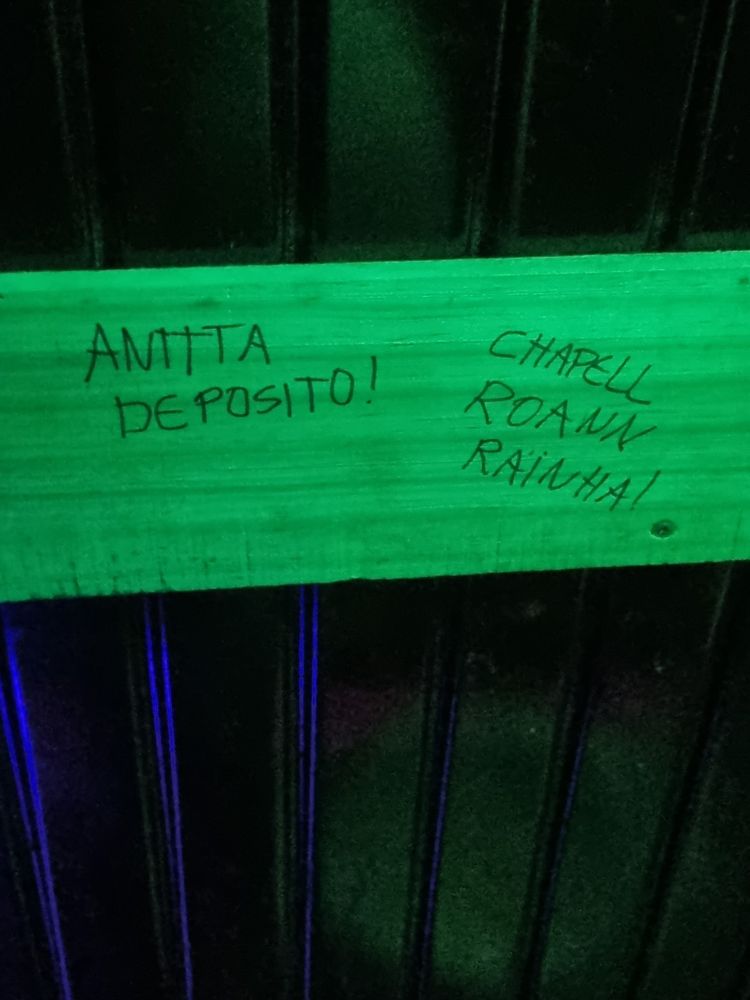 ANITTA
DEPOSITO!
CHAPELL
ROANN
RAINHA!